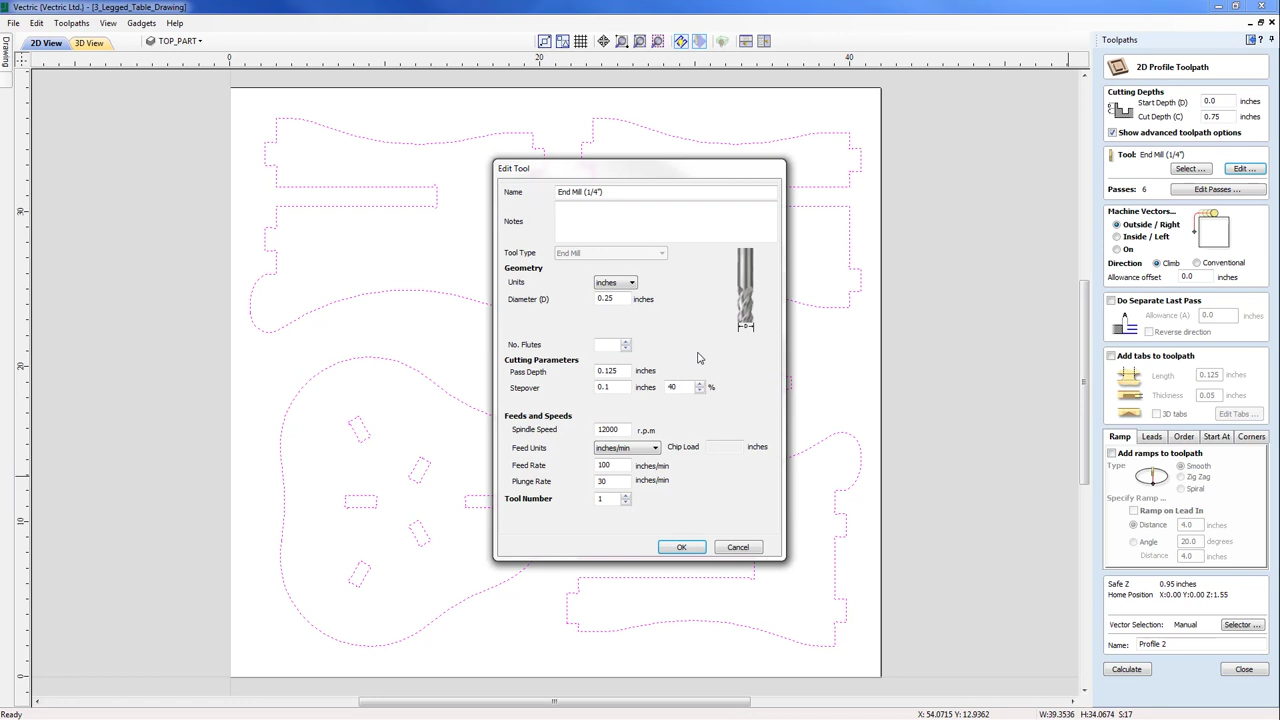 Vectric (Vectric Ltd.) - [3_Legged_Table_Drawing]
File Edit Toolpaths View Gadgets Help
2D View 3D View TOP_PART
Drawing
0 20 40
30
20
10
0
Edit Tool
Name End Mill (1/4")
Notes
Tool Type End Mill
Geometry
Units inches
Diameter (D) 0.25 inches
No. Flutes
Cutting Parameters
Pass Depth 0.125 inches
Stepover 0.1 inches 40 %
Feeds and Speeds
Spindle Speed 12000 r.p.m
Feed Units inches/min Chip Load inches
Feed Rate 100 inches/min
Plunge Rate 30 inches/min
Tool Number 1
OK Cancel
Toolpaths
2D Profile Toolpath
Cutting Depths
Start Depth (D) 0.0 inches
Cut Depth (C) 0.75 inches
Show advanced toolpath options
Tool: End Mill (1/4")
Select ... Edit ...
Passes: 6 Edit Passes ...
Machine Vectors...
Outside / Right
Inside / Left
On
Direction Climb Conventional
Allowance offset 0.0 inches
Do Separate Last Pass
Allowance (A) 0.0 inches
Reverse direction
Add tabs to toolpath
Length 0.125 inches
Thickness 0.05 inches
3D tabs Edit Tabs ...
Ramp Leads Order Start At Corners
Add ramps to toolpath
Type Smooth
Zig Zag
Spiral
Specify Ramp ...
Ramp on Lead In
Distance 4.0 inches
Angle 20.0 degrees
Distance 4.0 inches
Safe Z 0.95 inches
Home Position X:0.00 Y:0.00 Z:1.55
Vector Selection: Manual Selector ...
Name: Profile 2
Calculate Close
Ready X: 54.0715 Y: 12.9362 W:39.3536 H:34.0674 S:17